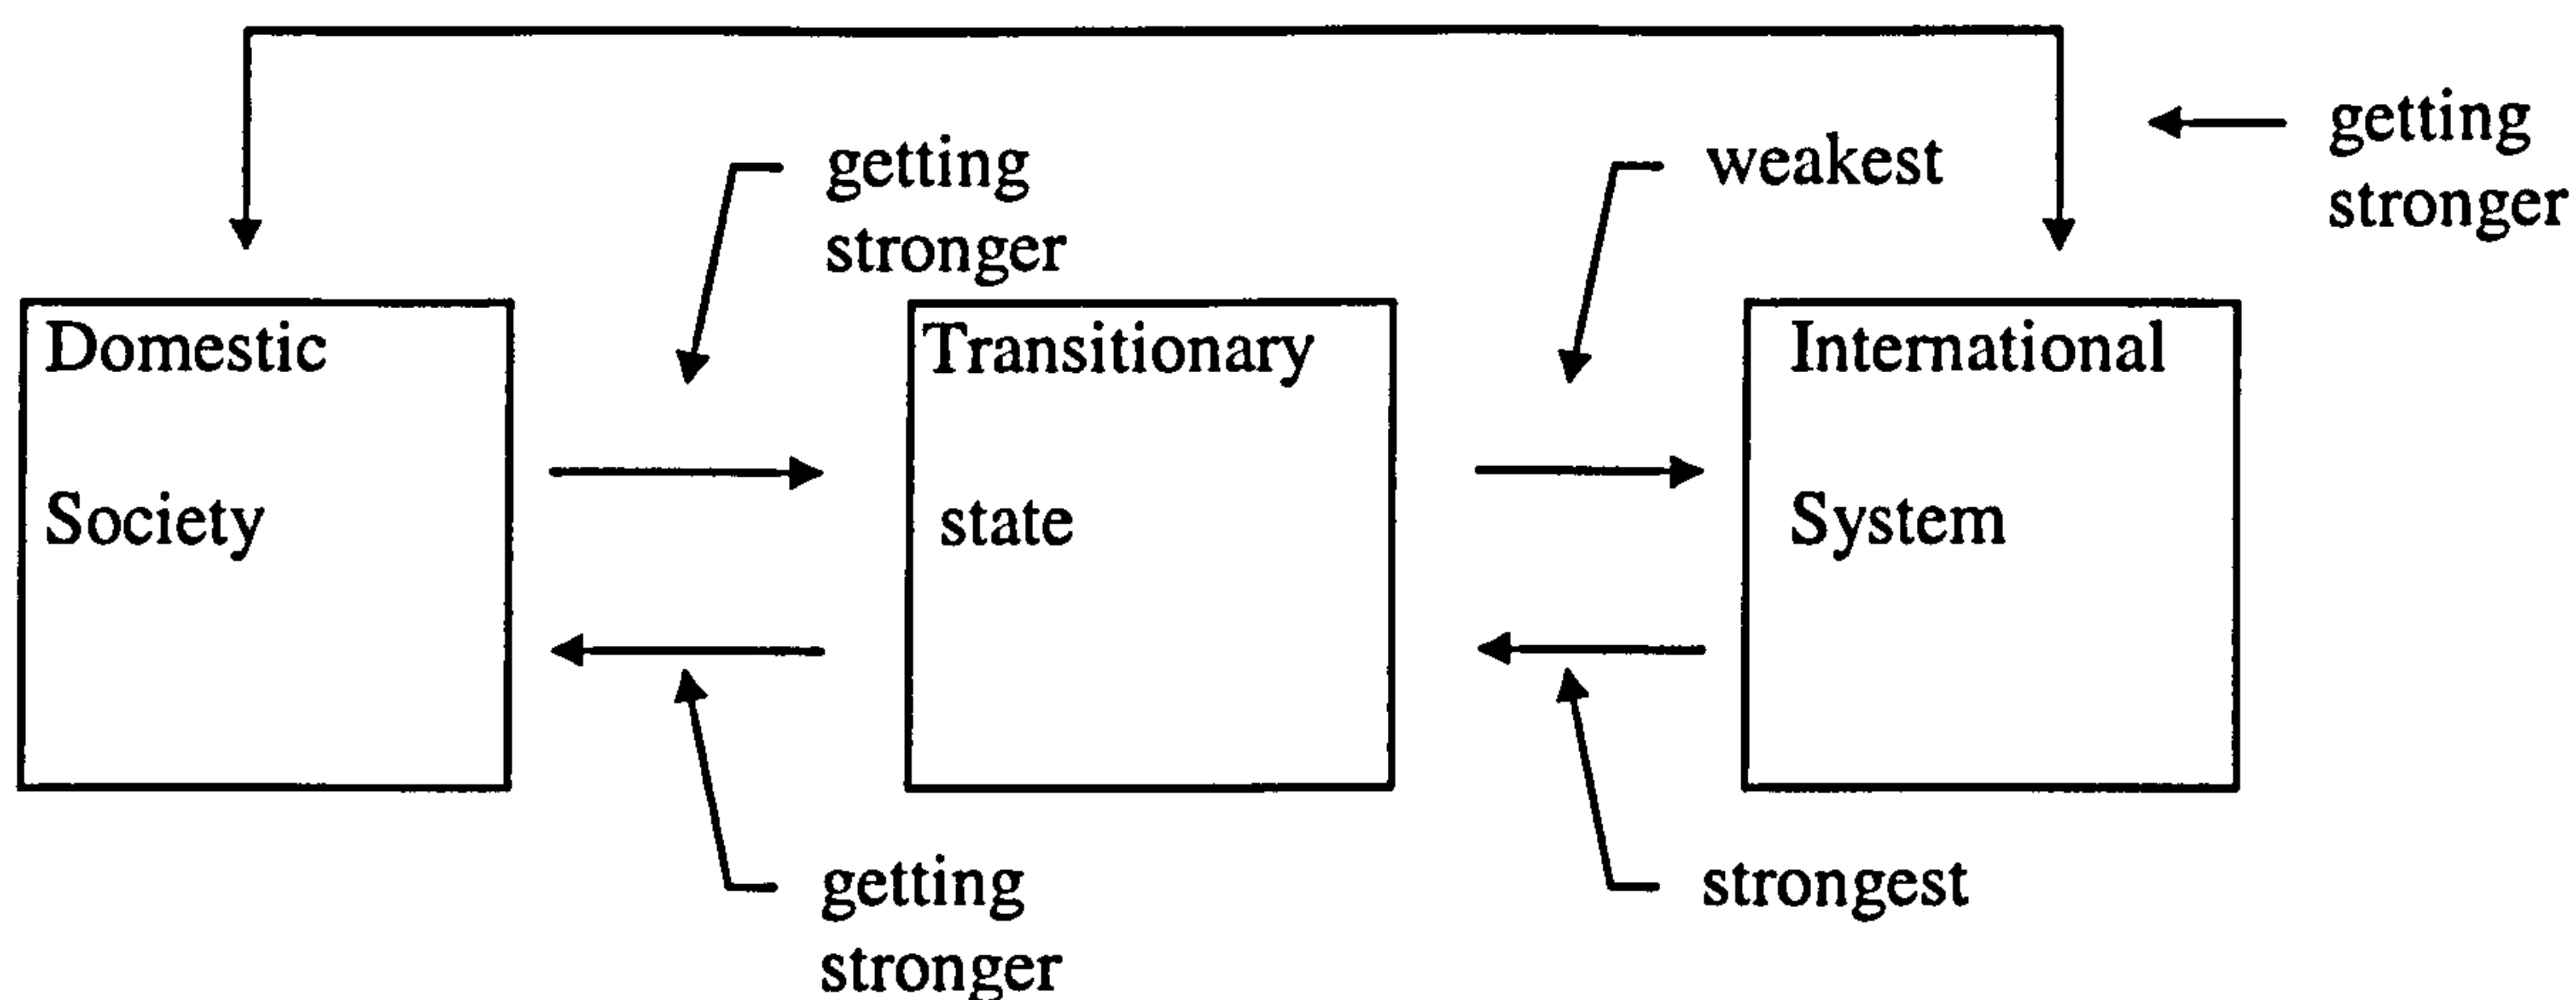 getting
stronger
weakest
getting
stronger
Domestic
Society
Transitionary
state
International
System
getting
stronger
strongest